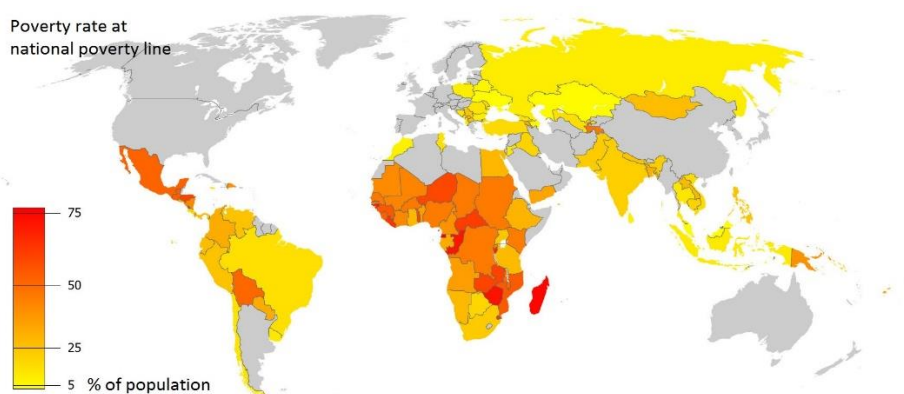 Poverty rate at
national poverty line
75
50
25
5 % of population